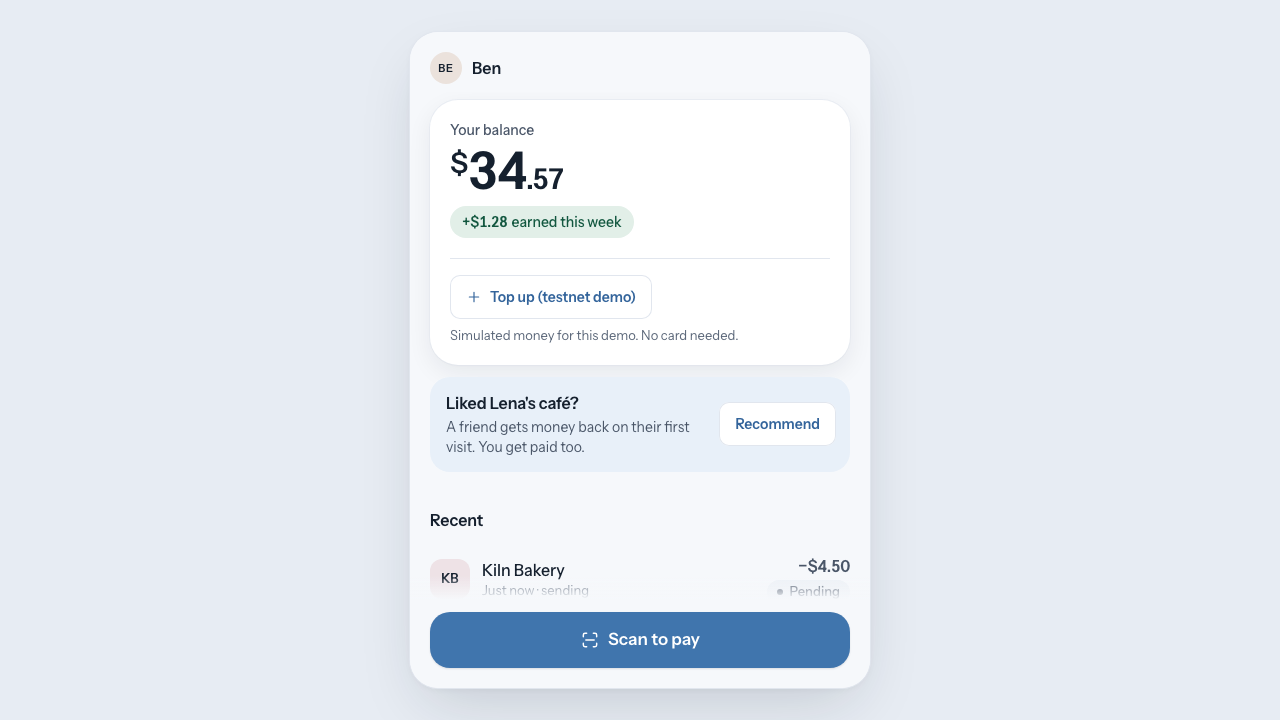 BE
Ben
Your balance
$34.57
+$1.28 earned this week
Top up (testnet demo)
Simulated money for this demo. No card needed.
Liked Lena's café?
A friend gets money back on their first
visit. You get paid too.
Recommend
Recent
KB
Kiln Bakery
−$4.50
Just now · sending
Pending
Scan to pay